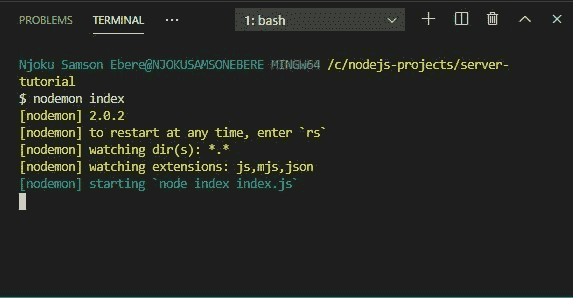 PROBLEMS TERMINAL ... 1: bash
Njoku Samson Ebere@NJOKUSAMSONEBERE MINGW64 /c/nodejs-projects/server-
tutorial
$ nodemon index
[nodemon] 2.0.2
[nodemon] to restart at any time, enter `rs`
[nodemon] watching dir(s): *.*
[nodemon] watching extensions: js,mjs,json
[nodemon] starting `node index index.js`